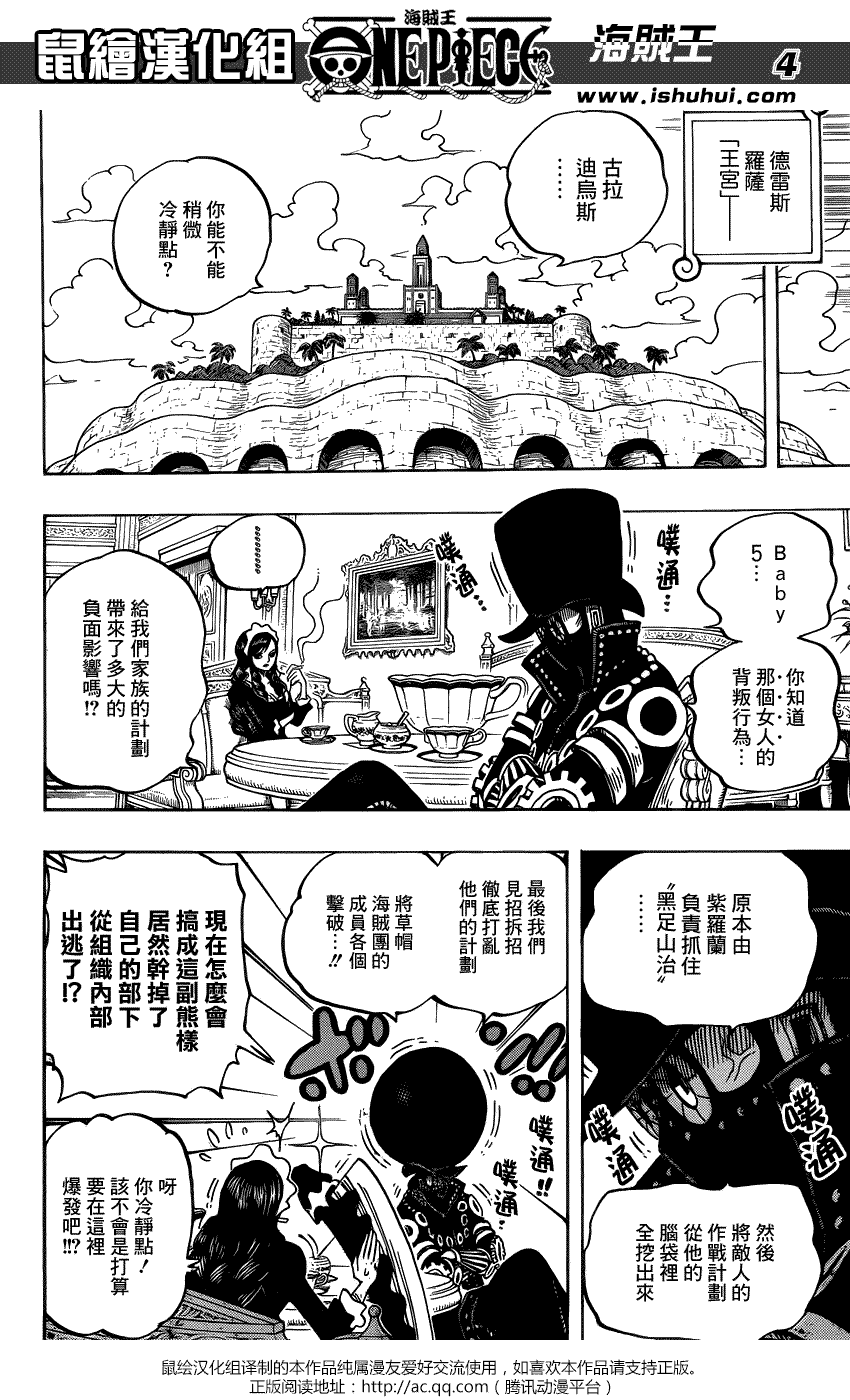 鼠繪漢化組
海賊王
ONE PIECE
海賊王
4
www.ishuhui.com
德雷斯
羅薩
「王宮」—
古拉
迪烏斯
……
你能不能
稍微
冷靜點？
Baby
5…
你知道
那個女人的
背叛行為…
噗通…
噗通…
………
給我們家族的計劃
帶來了多大的
負面影響嗎!?
原本由
紫羅蘭
負責抓住
〝黑足山治〞
……
噗通
噗通
然後
將敵人的
作戰計劃
從他的
腦袋裡
全挖出來
最後我們
見招拆招
徹底打亂
他們的計劃
將草帽
海賊團的
成員各個
擊破…!!
現在怎麼會
搞成這副熊樣
居然幹掉了
自己的部下
從組織內部
出逃了!?
ボボ
噗通!!
噗通
呀
你冷靜點！
該不會是打算
要在這裡
爆發吧!!?
鼠绘汉化组译制的本作品纯属漫友爱好交流使用，如喜欢本作品请支持正版。
正版阅读地址：http://ac.qq.com（腾讯动漫平台）